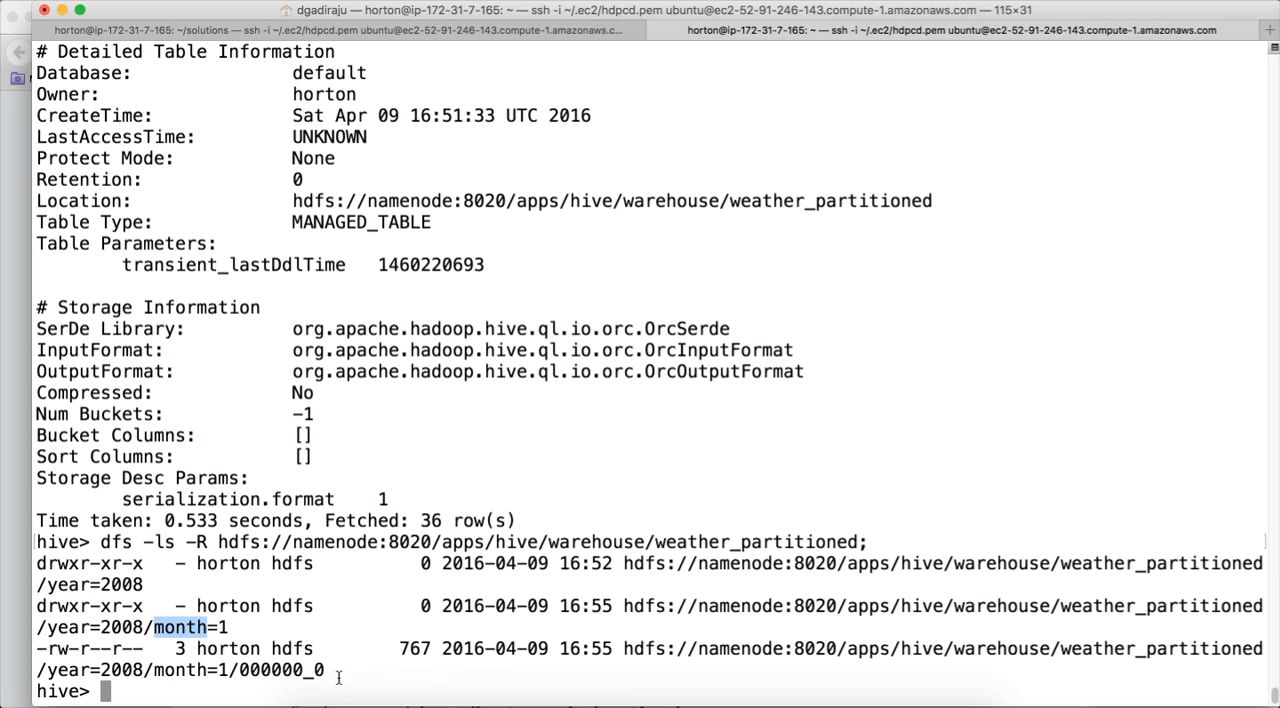 dgadiraju — horton@ip-172-31-7-165: ~ — ssh -i ~/.ec2/hdpcd.pem ubuntu@ec2-52-91-246-143.compute-1.amazonaws.com — 115×31
horton@ip-172-31-7-165: ~/solutions — ssh -i ~/.ec2/hdpcd.pem ubuntu@ec2-52-91-246-143.compute-1.amazonaws.c...
horton@ip-172-31-7-165: ~ — ssh -i ~/.ec2/hdpcd.pem ubuntu@ec2-52-91-246-143.compute-1.amazonaws.com
# Detailed Table Information
Database: default
Owner: horton
CreateTime: Sat Apr 09 16:51:33 UTC 2016
LastAccessTime: UNKNOWN
Protect Mode: None
Retention: 0
Location: hdfs://namenode:8020/apps/hive/warehouse/weather_partitioned
Table Type: MANAGED_TABLE
Table Parameters:
transient_lastDdlTime 1460220693
# Storage Information
SerDe Library: org.apache.hadoop.hive.ql.io.orc.OrcSerde
InputFormat: org.apache.hadoop.hive.ql.io.orc.OrcInputFormat
OutputFormat: org.apache.hadoop.hive.ql.io.orc.OrcOutputFormat
Compressed: No
Num Buckets: -1
Bucket Columns: []
Sort Columns: []
Storage Desc Params:
serialization.format 1
Time taken: 0.533 seconds, Fetched: 36 row(s)
hive> dfs -ls -R hdfs://namenode:8020/apps/hive/warehouse/weather_partitioned;
drwxr-xr-x - horton hdfs 0 2016-04-09 16:52 hdfs://namenode:8020/apps/hive/warehouse/weather_partitioned
/year=2008
drwxr-xr-x - horton hdfs 0 2016-04-09 16:55 hdfs://namenode:8020/apps/hive/warehouse/weather_partitioned
/year=2008/month=1
-rw-r--r-- 3 horton hdfs 767 2016-04-09 16:55 hdfs://namenode:8020/apps/hive/warehouse/weather_partitioned
/year=2008/month=1/000000_0
hive>